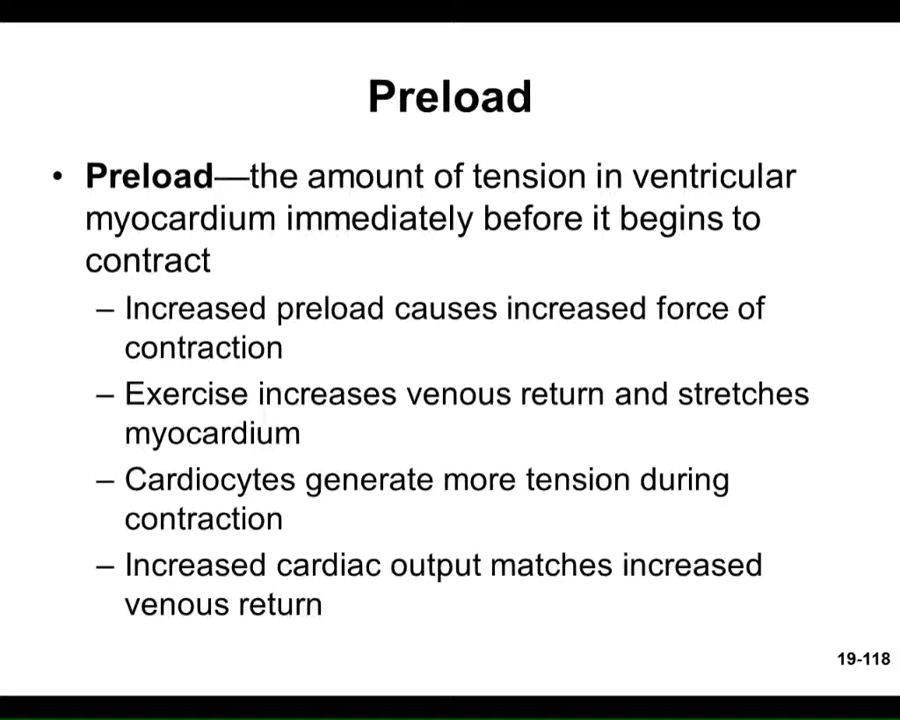 Preload
• Preload—the amount of tension in ventricular
myocardium immediately before it begins to
contract
– Increased preload causes increased force of
contraction
– Exercise increases venous return and stretches
myocardium
– Cardiocytes generate more tension during
contraction
– Increased cardiac output matches increased
venous return
19-118